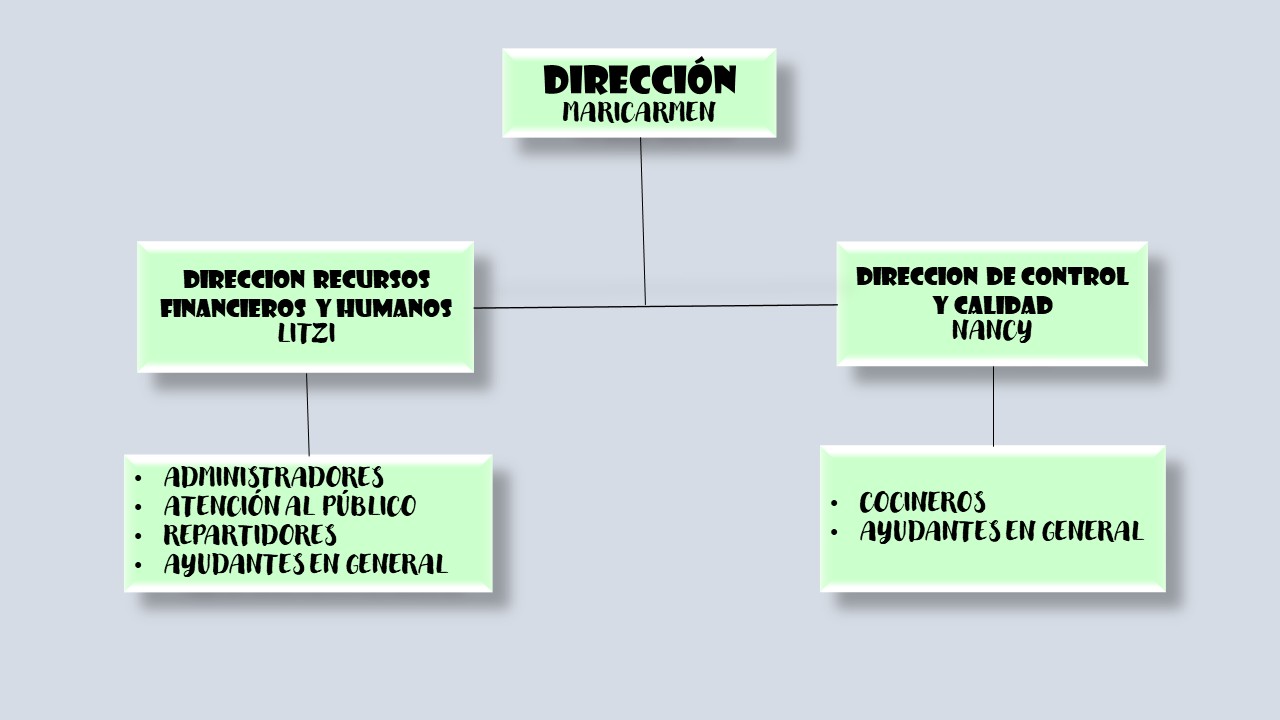 DIRECCIÓN
MARICARMEN
DIRECCION RECURSOS
FINANCIEROS Y HUMANOS
LITZI
DIRECCION DE CONTROL
Y CALIDAD
NANCY
• ADMINISTRADORES
• ATENCIÓN AL PÚBLICO
• REPARTIDORES
• AYUDANTES EN GENERAL
• COCINEROS
• AYUDANTES EN GENERAL